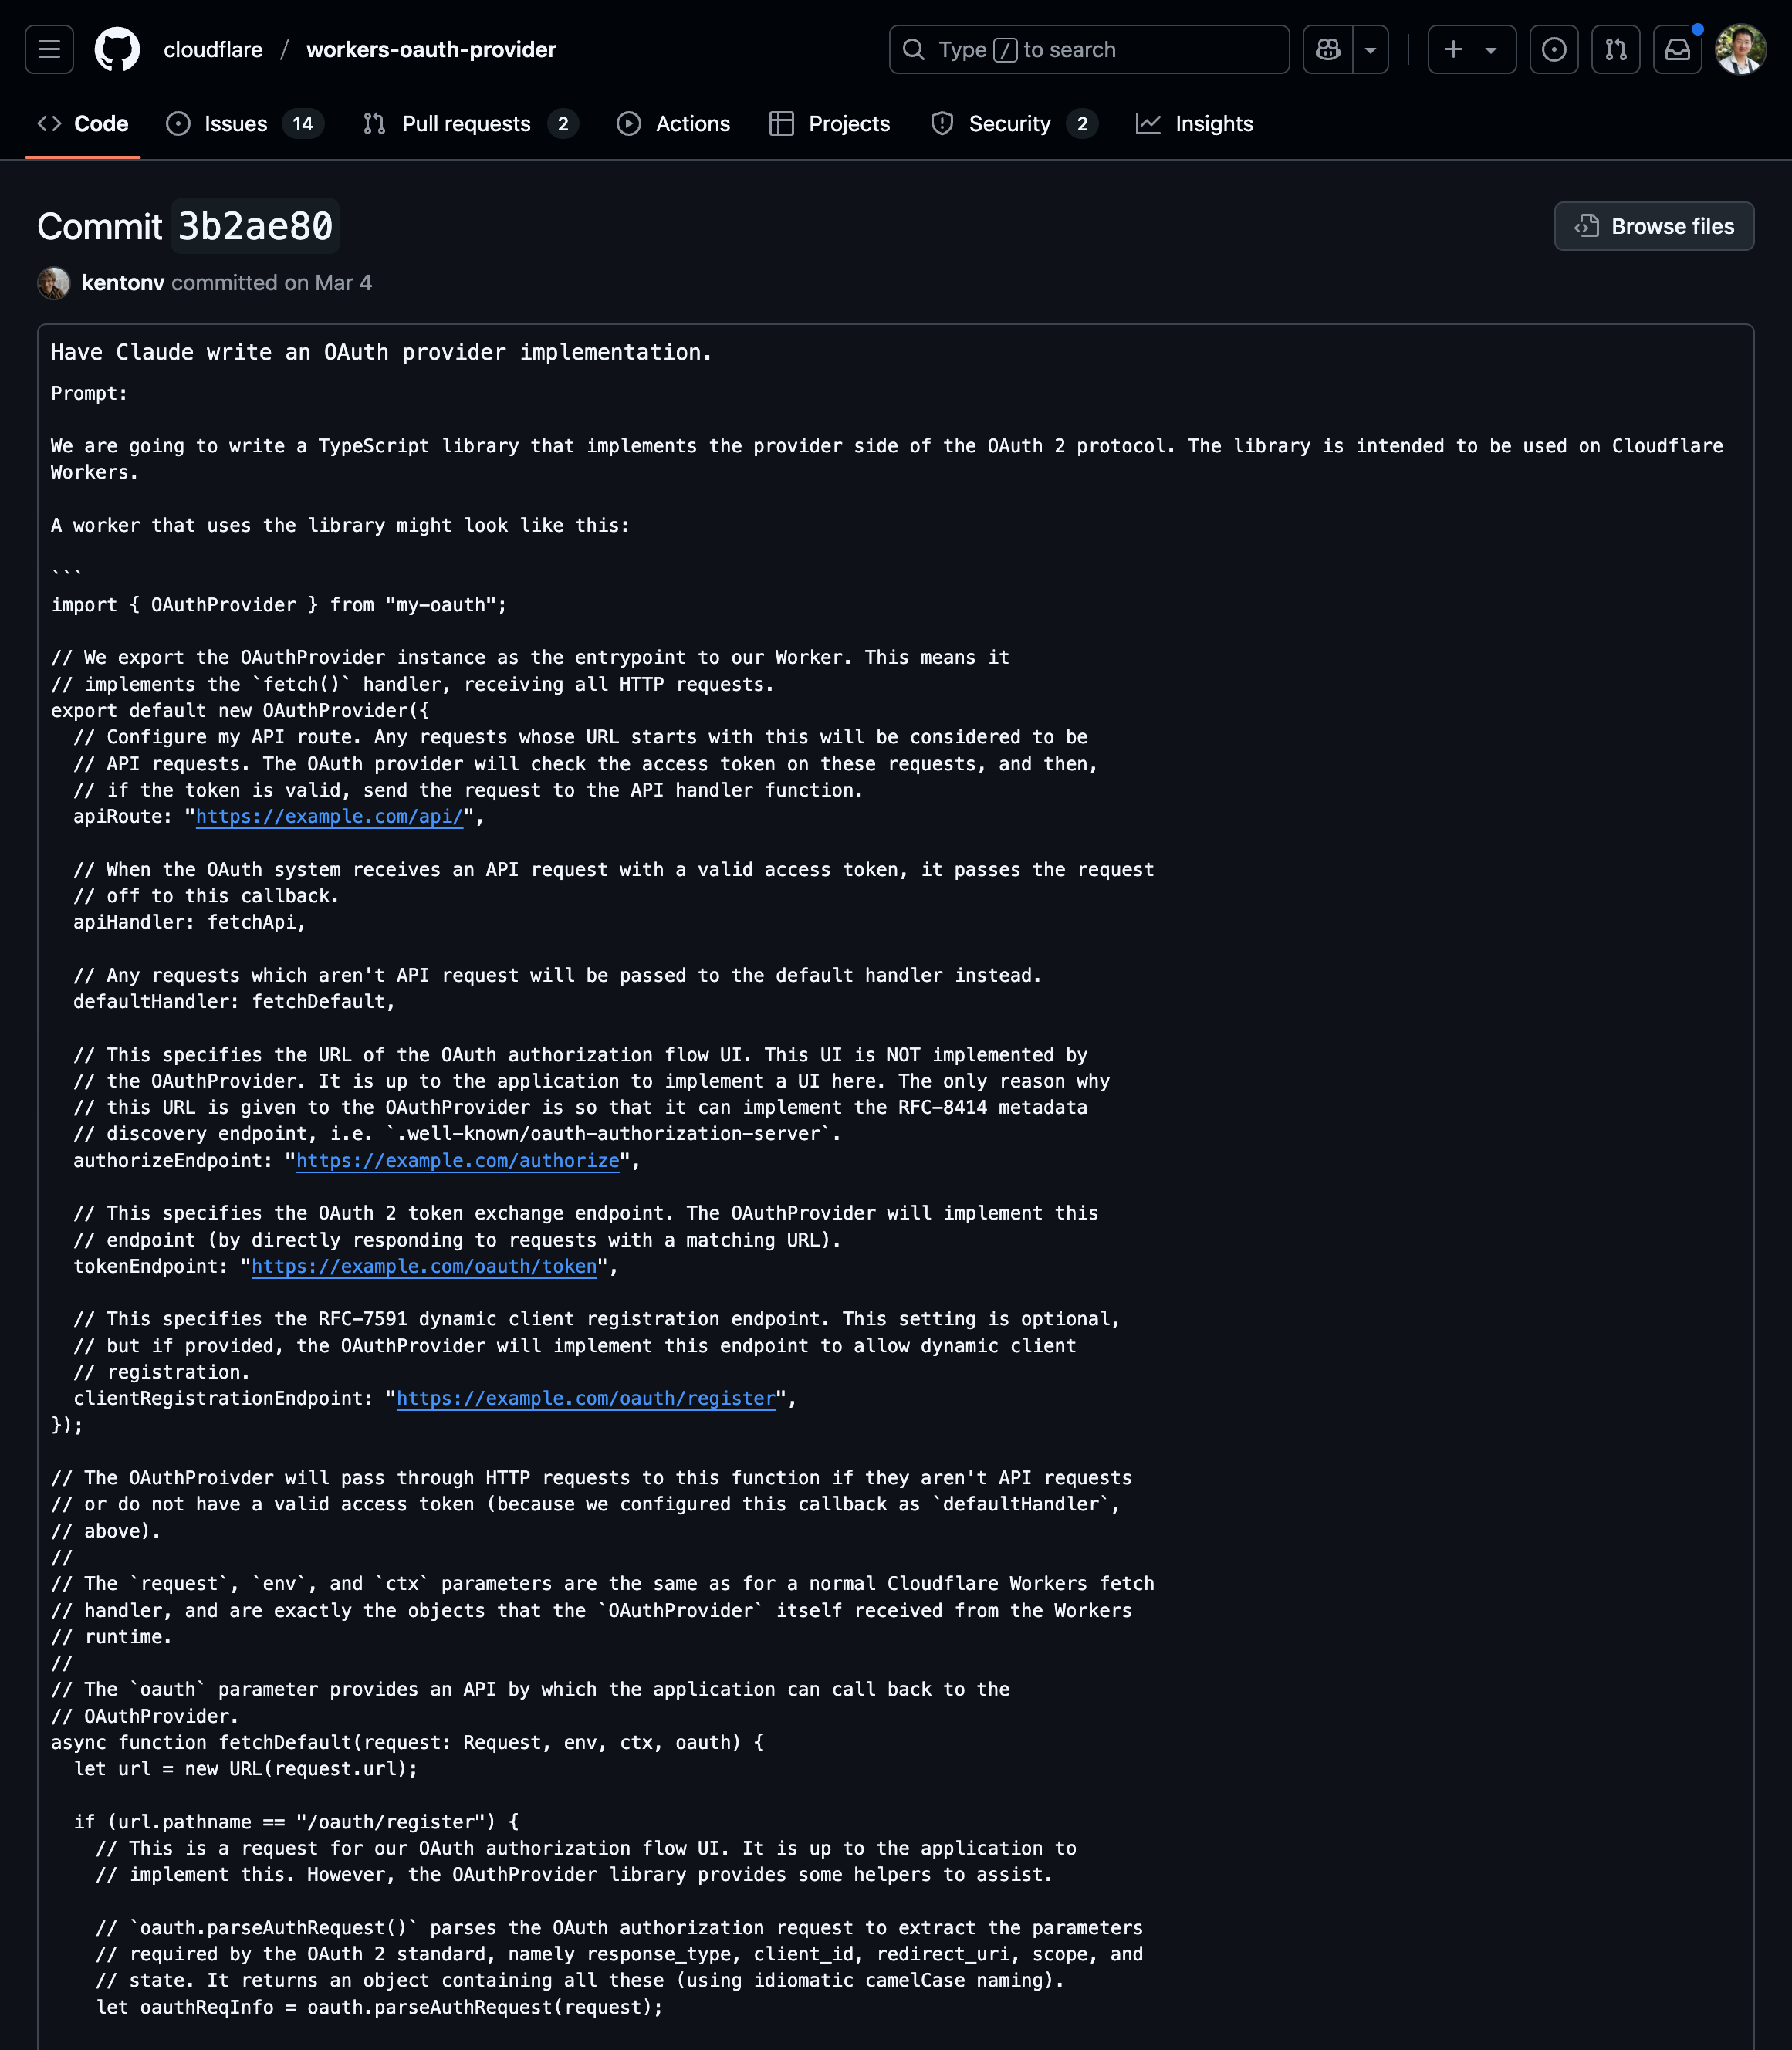 cloudflare / workers-oauth-provider
Type / to search
Code
Issues 14
Pull requests 2
Actions
Projects
Security 2
Insights
Commit 3b2ae80
Browse files
kentonv committed on Mar 4
Have Claude write an OAuth provider implementation.
Prompt:
We are going to write a TypeScript library that implements the provider side of the OAuth 2 protocol. The library is intended to be used on Cloudflare
Workers.
A worker that uses the library might look like this:
```
import { OAuthProvider } from "my-oauth";
// We export the OAuthProvider instance as the entrypoint to our Worker. This means it
// implements the `fetch()` handler, receiving all HTTP requests.
export default new OAuthProvider({
  // Configure my API route. Any requests whose URL starts with this will be considered to be
  // API requests. The OAuth provider will check the access token on these requests, and then,
  // if the token is valid, send the request to the API handler function.
  apiRoute: "https://example.com/api/",
  // When the OAuth system receives an API request with a valid access token, it passes the request
  // off to this callback.
  apiHandler: fetchApi,
  // Any requests which aren't API request will be passed to the default handler instead.
  defaultHandler: fetchDefault,
  // This specifies the URL of the OAuth authorization flow UI. This UI is NOT implemented by
  // the OAuthProvider. It is up to the application to implement a UI here. The only reason why
  // this URL is given to the OAuthProvider is so that it can implement the RFC-8414 metadata
  // discovery endpoint, i.e. `.well-known/oauth-authorization-server`.
  authorizeEndpoint: "https://example.com/authorize",
  // This specifies the OAuth 2 token exchange endpoint. The OAuthProvider will implement this
  // endpoint (by directly responding to requests with a matching URL).
  tokenEndpoint: "https://example.com/oauth/token",
  // This specifies the RFC-7591 dynamic client registration endpoint. This setting is optional,
  // but if provided, the OAuthProvider will implement this endpoint to allow dynamic client
  // registration.
  clientRegistrationEndpoint: "https://example.com/oauth/register",
});
// The OAuthProivder will pass through HTTP requests to this function if they aren't API requests
// or do not have a valid access token (because we configured this callback as `defaultHandler`,
// above).
//
// The `request`, `env`, and `ctx` parameters are the same as for a normal Cloudflare Workers fetch
// handler, and are exactly the objects that the `OAuthProvider` itself received from the Workers
// runtime.
//
// The `oauth` parameter provides an API by which the application can call back to the
// OAuthProvider.
async function fetchDefault(request: Request, env, ctx, oauth) {
  let url = new URL(request.url);
  if (url.pathname == "/oauth/register") {
    // This is a request for our OAuth authorization flow UI. It is up to the application to
    // implement this. However, the OAuthProvider library provides some helpers to assist.
    // `oauth.parseAuthRequest()` parses the OAuth authorization request to extract the parameters
    // required by the OAuth 2 standard, namely response_type, client_id, redirect_uri, scope, and
    // state. It returns an object containing all these (using idiomatic camelCase naming).
    let oauthReqInfo = oauth.parseAuthRequest(request);